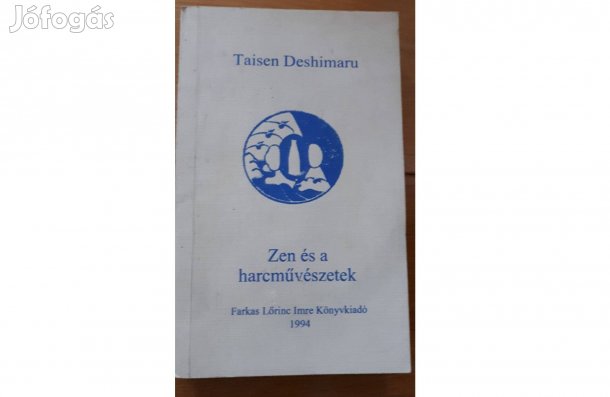 Jófogás
Taisen Deshimaru
Zen és a
harcművészetek
Farkas Lőrinc Imre Könyvkiadó
1994